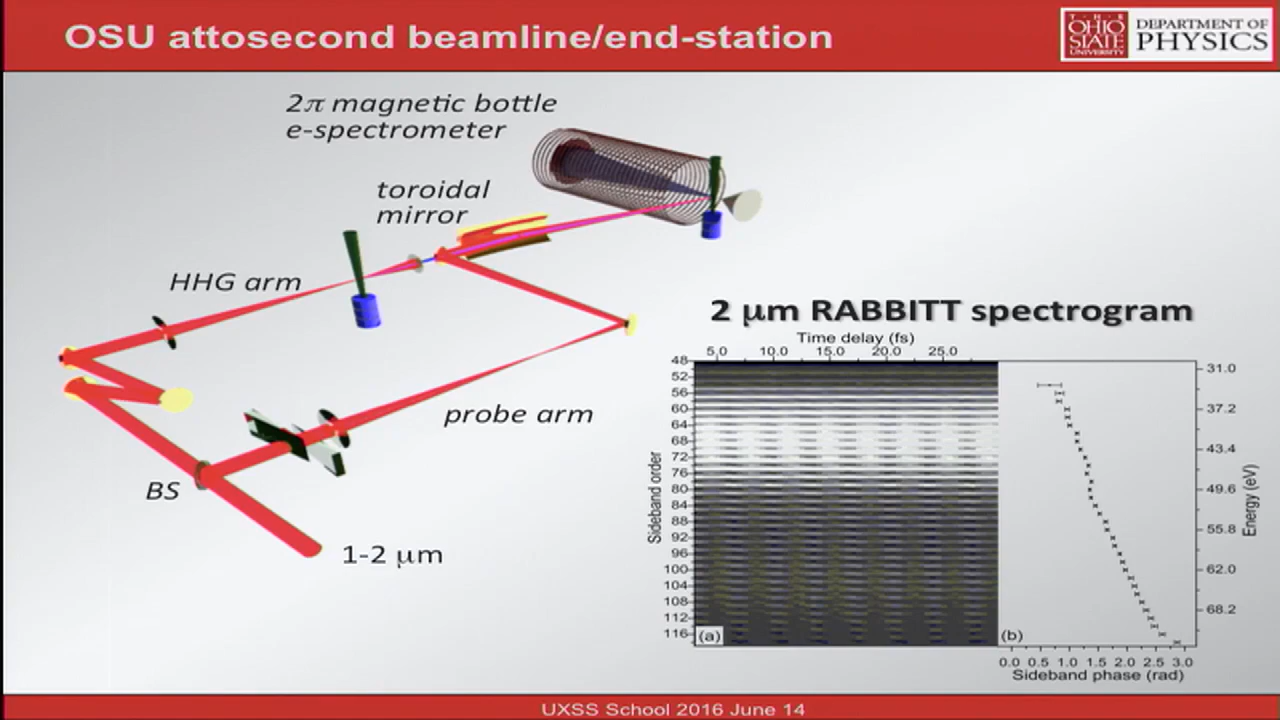 OSU attosecond beamline/end-station
T·H·E
OHIO
STATE
UNIVERSITY
DEPARTMENT OF
PHYSICS
2π magnetic bottle
e-spectrometer
toroidal
mirror
HHG arm
probe arm
BS
1-2 μm
2 μm RABBITT spectrogram
Time delay (fs)
5.0 10.0 15.0 20.0 25.0
Sideband order
48
52
56
60
64
68
72
76
80
84
88
92
96
100
104
108
112
116
(a)
(b)
31.0
37.2
43.4
49.6
55.8
62.0
68.2
Energy (eV)
0.0 0.5 1.0 1.5 2.0 2.5 3.0
Sideband phase (rad)
UXSS School 2016 June 14